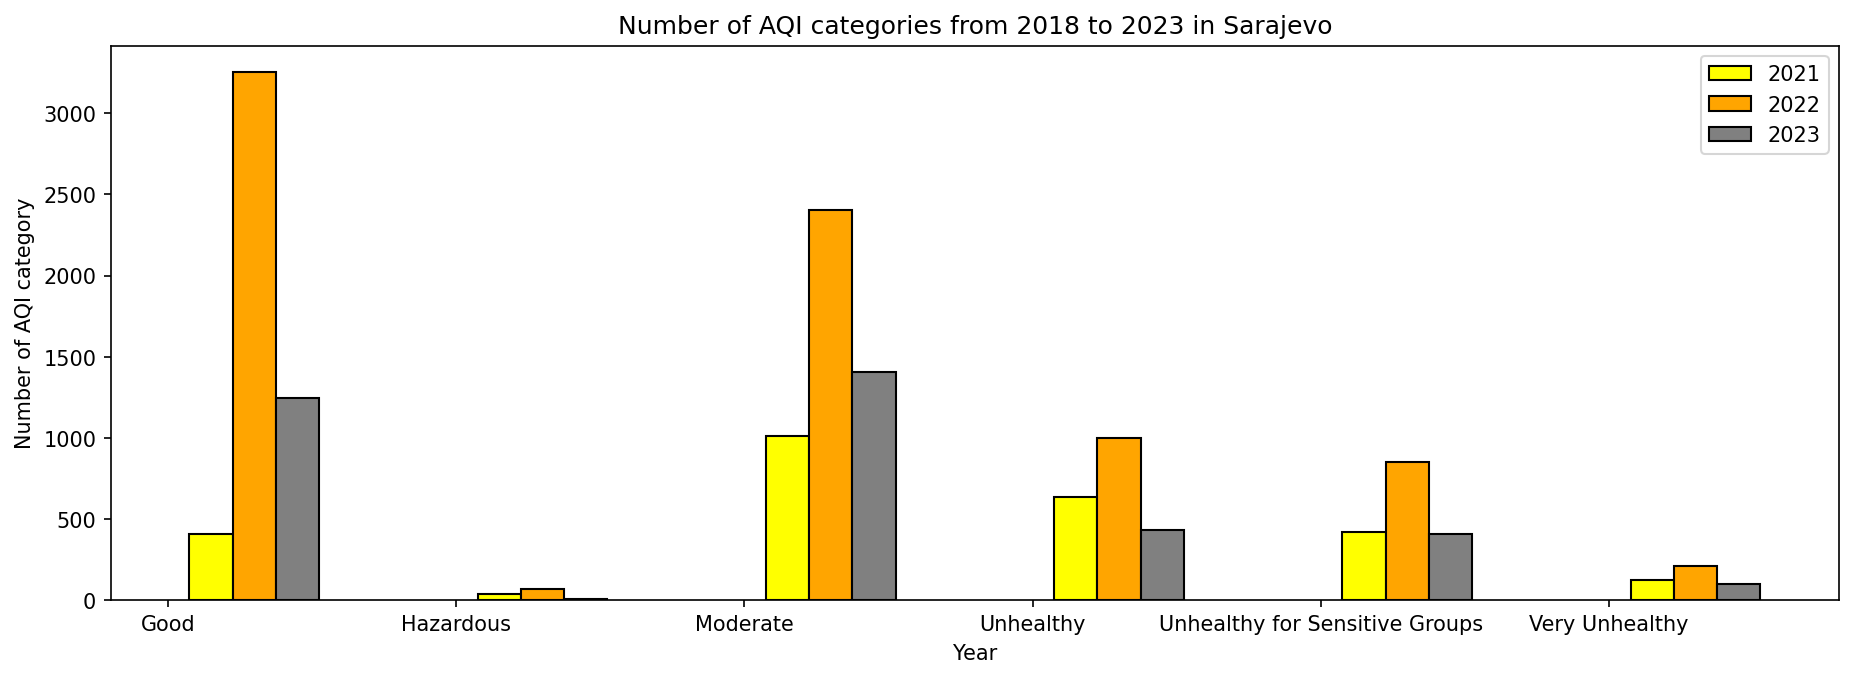 Number of AQI categories from 2018 to 2023 in Sarajevo
2021
2022
2023
Number of AQI category
3000
2500
2000
1500
1000
500
0
Good Hazardous Moderate Unhealthy Unhealthy for Sensitive Groups Very Unhealthy
Year